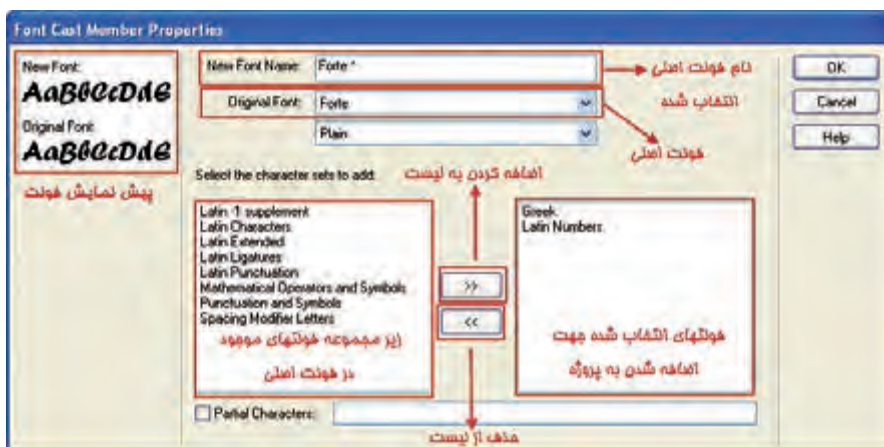 Font Cast Member Properties
New Font:
AaBbCcDdE
Original Font:
AaBbCcDdE
پیش نمایش فونت
New Font Name: Forte *
Original Font: Forte
Plain
نام فونت اصلی
انتخاب شده
فونت اصلی
OK
Cancel
Help
Select the character sets to add:
اضافه کردن به لیست
Latin -1 supplement
Latin Characters
Latin Extended
Latin Ligatures
Latin Punctuation
Mathematical Operators and Symbols
Punctuation and Symbols
Spacing Modifier Letters
زیر مجموعه فونتهای موجود
در فونت اصلی
>>
<<
Greek
Latin Numbers
فونتهای انتخاب شده جهت
اضافه شدن به پروژه
Partial Characters:
حذف از لیست